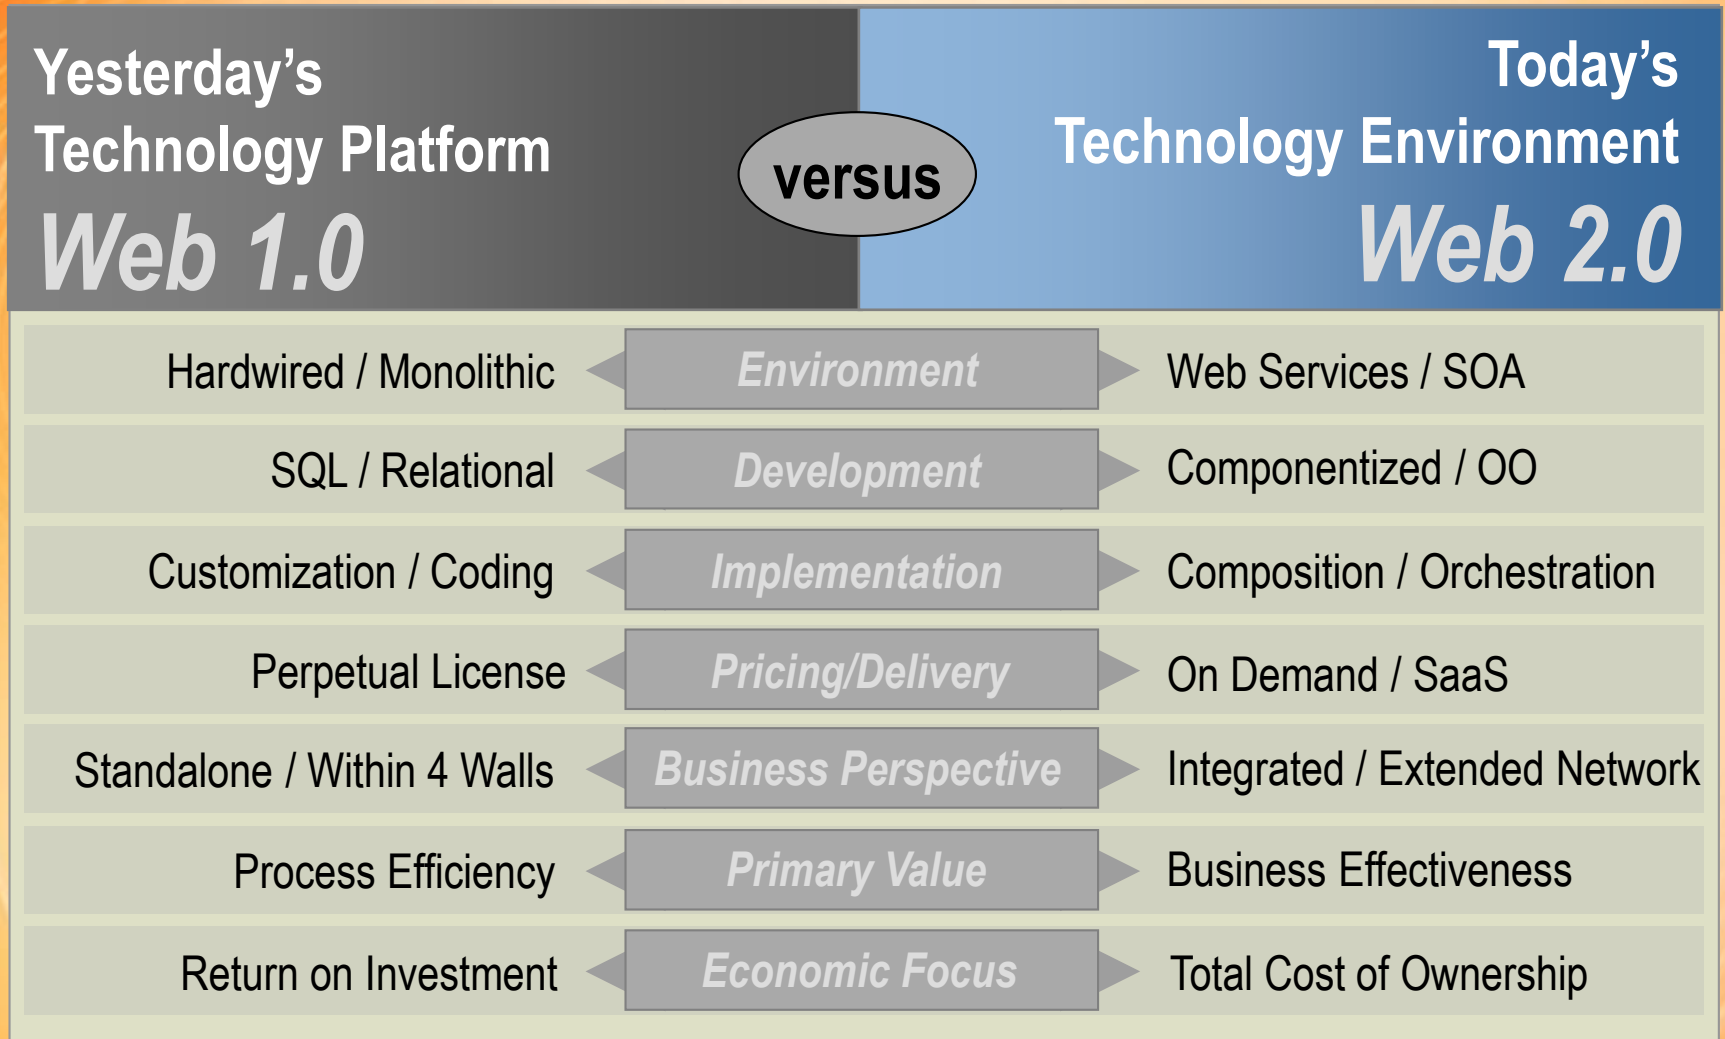 Yesterday's
Technology Platform
Web 1.0
versus
Today's
Technology Environment
Web 2.0
Hardwired / Monolithic
Environment
Web Services / SOA
SQL / Relational
Development
Componentized / OO
Customization / Coding
Implementation
Composition / Orchestration
Perpetual License
Pricing/Delivery
On Demand / SaaS
Standalone / Within 4 Walls
Business Perspective
Integrated / Extended Network
Process Efficiency
Primary Value
Business Effectiveness
Return on Investment
Economic Focus
Total Cost of Ownership